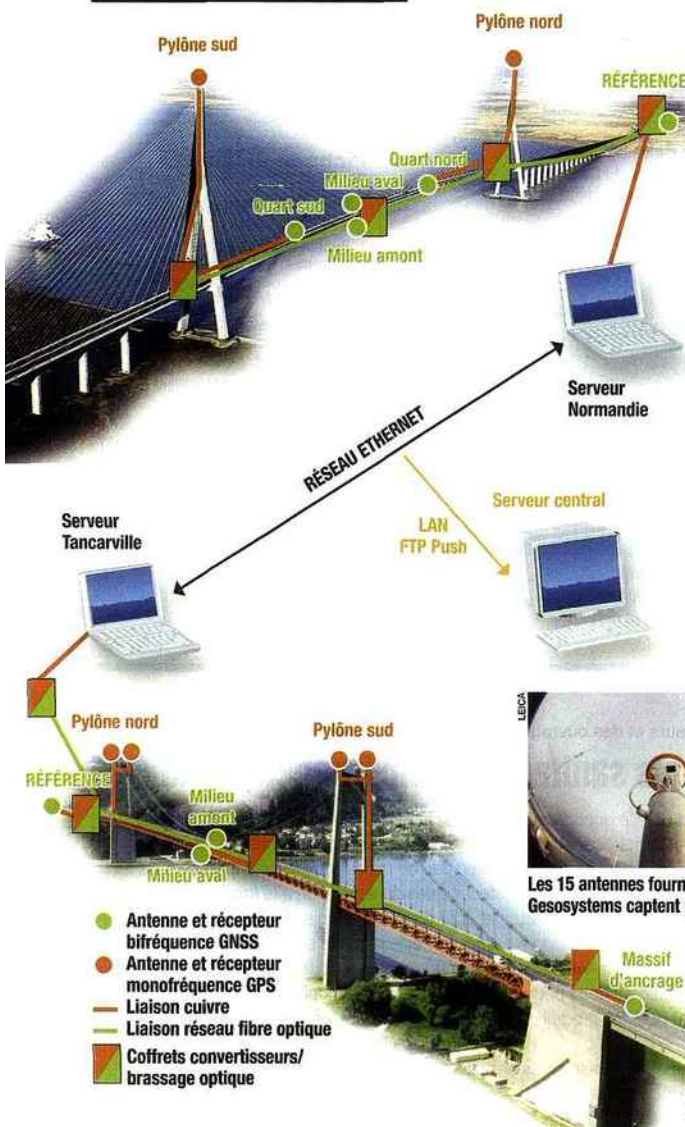 Pylône sud
Pylône nord
RÉFÉRENCE
Quart nord
Milieu aval
Quart sud
Milieu amont
Serveur
Normandie
RÉSEAU ETHERNET
Serveur central
LAN
FTP Push
Serveur
Tancarville
Pylône nord
Pylône sud
RÉFÉRENCE
Milieu
amont
Milieu aval
LEICA
Les 15 antennes fourn
Gesosystems captent
Massif
d'ancrage
Antenne et récepteur
bifréquence GNSS
Antenne et récepteur
monofréquence GPS
Liaison cuivre
Liaison réseau fibre optique
Coffrets convertisseurs/
brassage optique